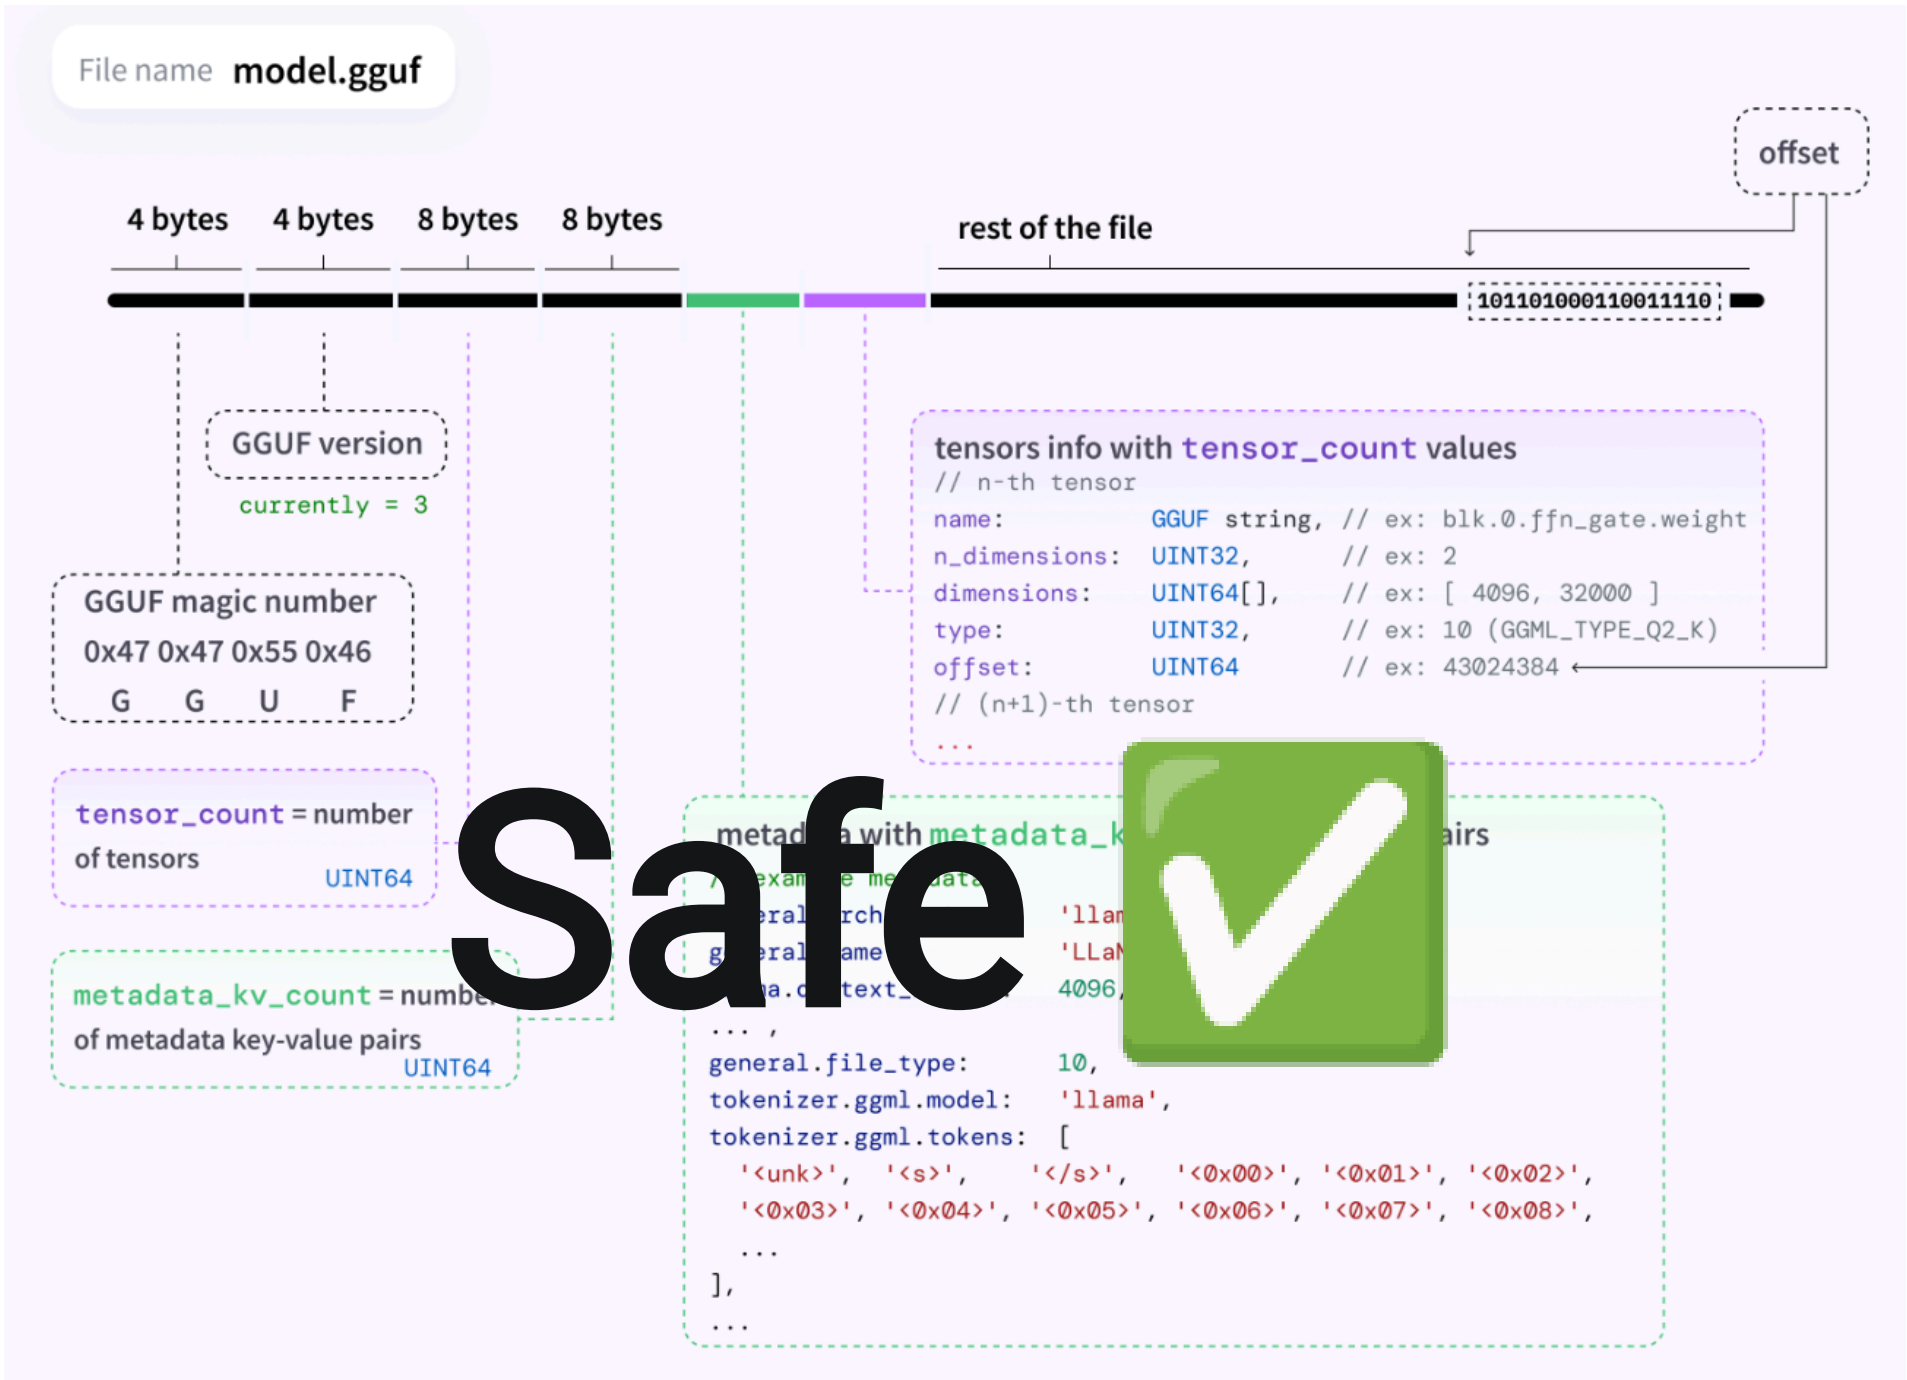 File name model.gguf
offset
4 bytes 4 bytes 8 bytes 8 bytes
rest of the file
101101000110011110
GGUF version
currently = 3
GGUF magic number
0x47 0x47 0x55 0x46
G G U F
tensor_count = number
of tensors
UINT64
metadata_kv_count = number
of metadata key-value pairs
UINT64
tensors info with tensor_count values
// n-th tensor
name: GGUF string, // ex: blk.0.ffn_gate.weight
n_dimensions: UINT32, // ex: 2
dimensions: UINT64[], // ex: [ 4096, 32000 ]
type: UINT32, // ex: 10 (GGML_TYPE_Q2_K)
offset: UINT64 // ex: 43024384
// (n+1)-th tensor
...
Safe
metadata with
4096,
... ,
general.file_type: 10,
tokenizer.ggml.model: 'llama',
tokenizer.ggml.tokens: [
'<unk>', '<s>', '</s>', '<0x00>', '<0x01>', '<0x02>',
'<0x03>', '<0x04>', '<0x05>', '<0x06>', '<0x07>', '<0x08>',
...
],
...